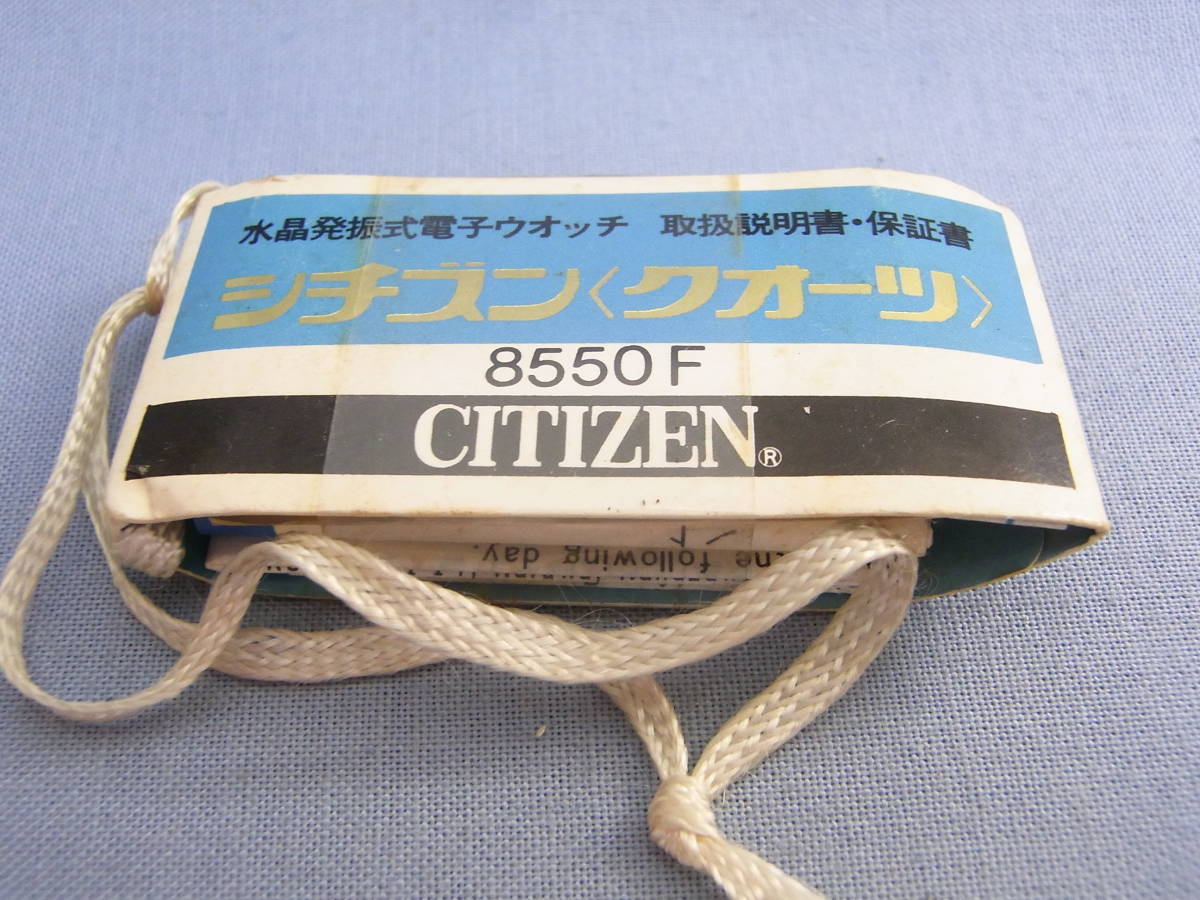 水晶発振式電子ウオッチ 取扱説明書・保証書
シチズン〈クオーツ〉
8550F
CITIZEN®
following day.